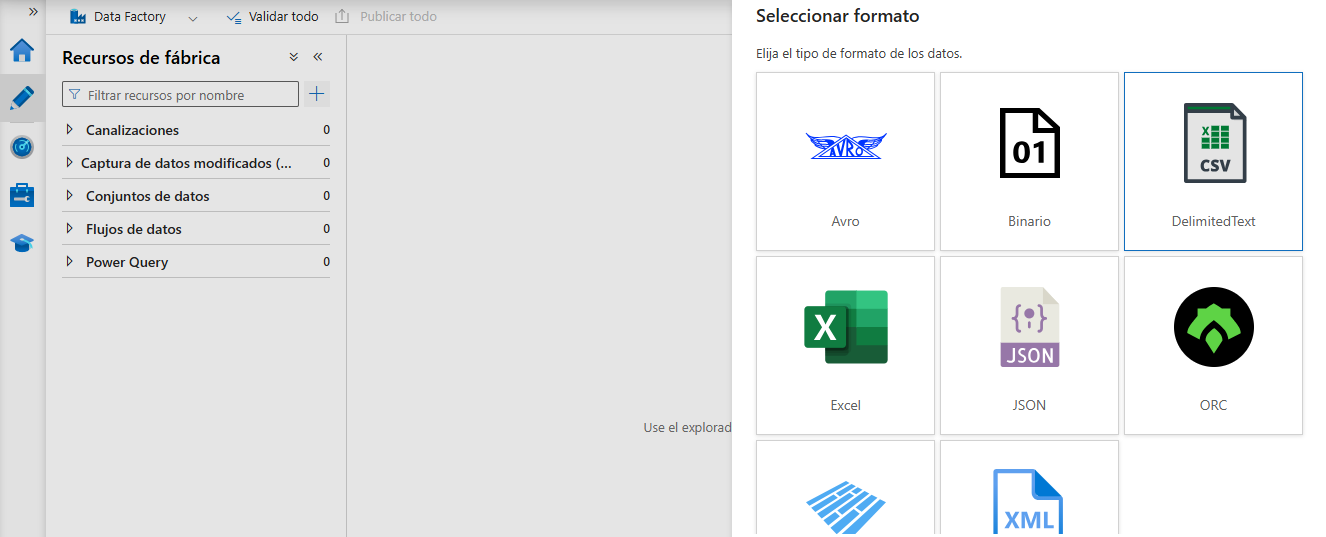 Data Factory
Validar todo
Publicar todo
Recursos de fábrica
Filtrar recursos por nombre
Canalizaciones 0
Captura de datos modificados (... 0
Conjuntos de datos 0
Flujos de datos 0
Power Query 0
Use el explorad
Seleccionar formato
Elija el tipo de formato de los datos.
AVRO
Avro
01
Binario
X
CSV
DelimitedText
X
Excel
{}
JSON
JSON
ORC
XML